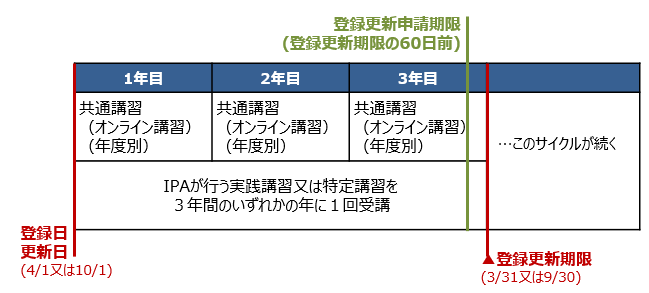 登録更新申請期限
(登録更新期限の60日前)
1年目
2年目
3年目
共通講習
（オンライン講習）
（年度別）
共通講習
（オンライン講習）
（年度別）
共通講習
（オンライン講習）
（年度別）
…このサイクルが続く
IPAが行う実践講習又は特定講習を
３年間のいずれかの年に１回受講
登録日
更新日
(4/1又は10/1)
▲登録更新期限
(3/31又は9/30)